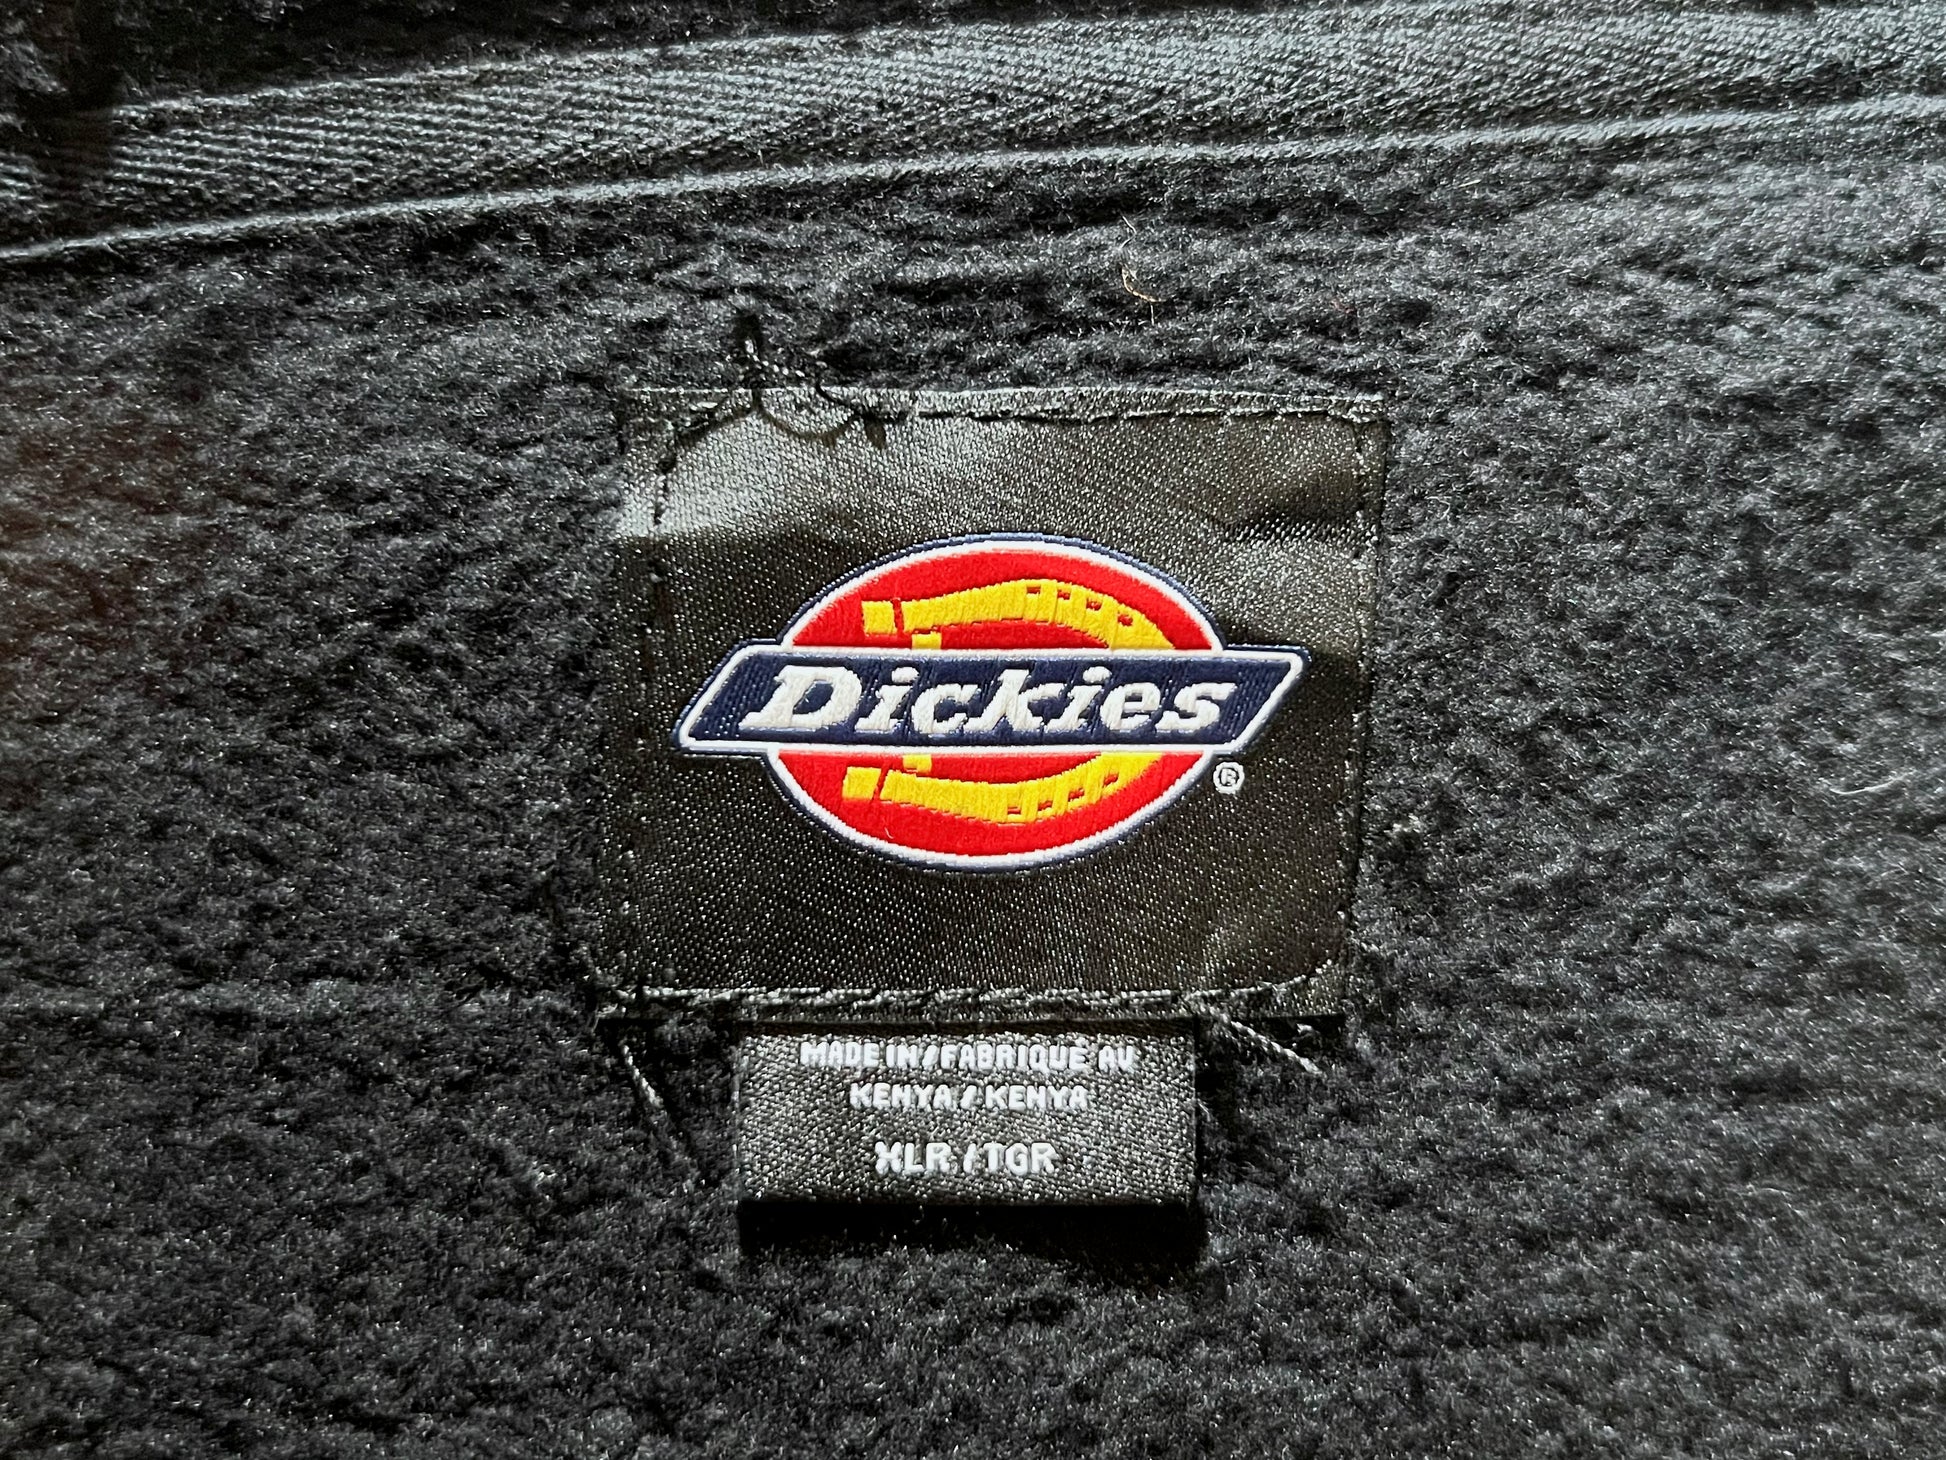 Dickies
®
MADE IN/FABRIQUÉ AU
KENYA/KENYA
XLR/TGR